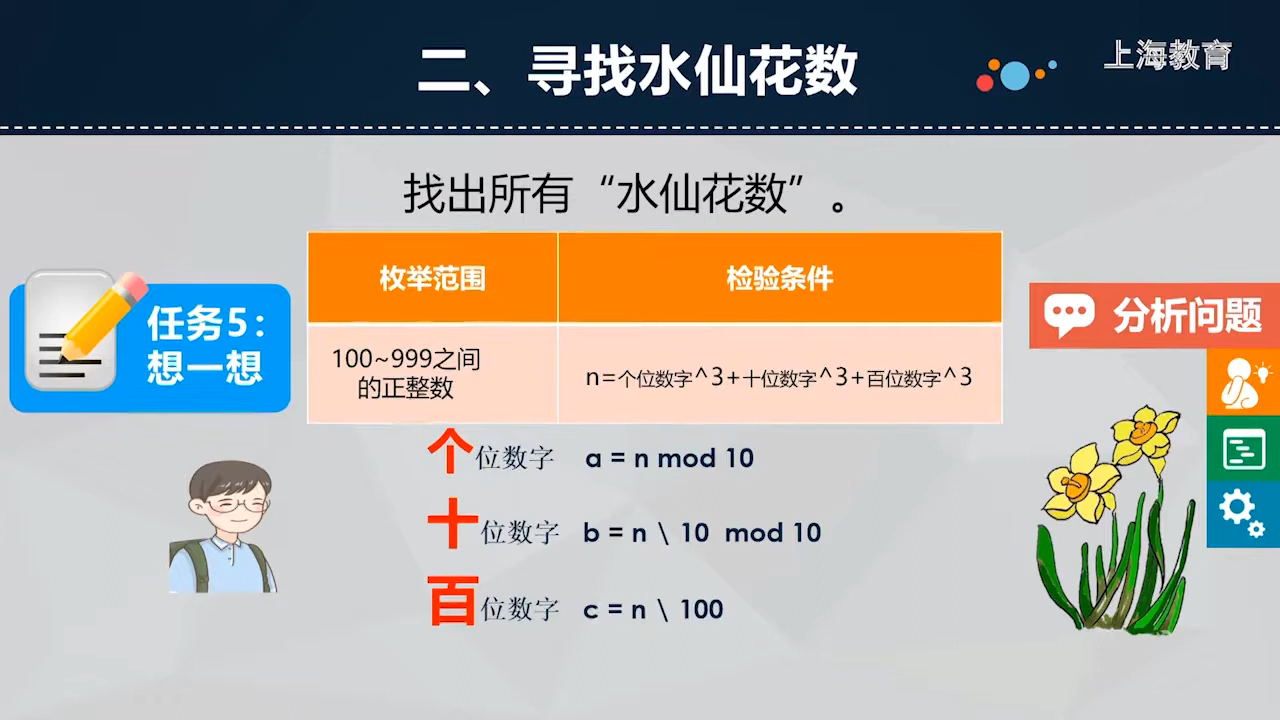 二、寻找水仙花数
上海教育
找出所有“水仙花数”。
枚举范围
检验条件
100~999之间
的正整数
n=个位数字^3+十位数字^3+百位数字^3
任务5：
想一想
分析问题
个位数字 a = n mod 10
十位数字 b = n \ 10 mod 10
百位数字 c = n \ 100